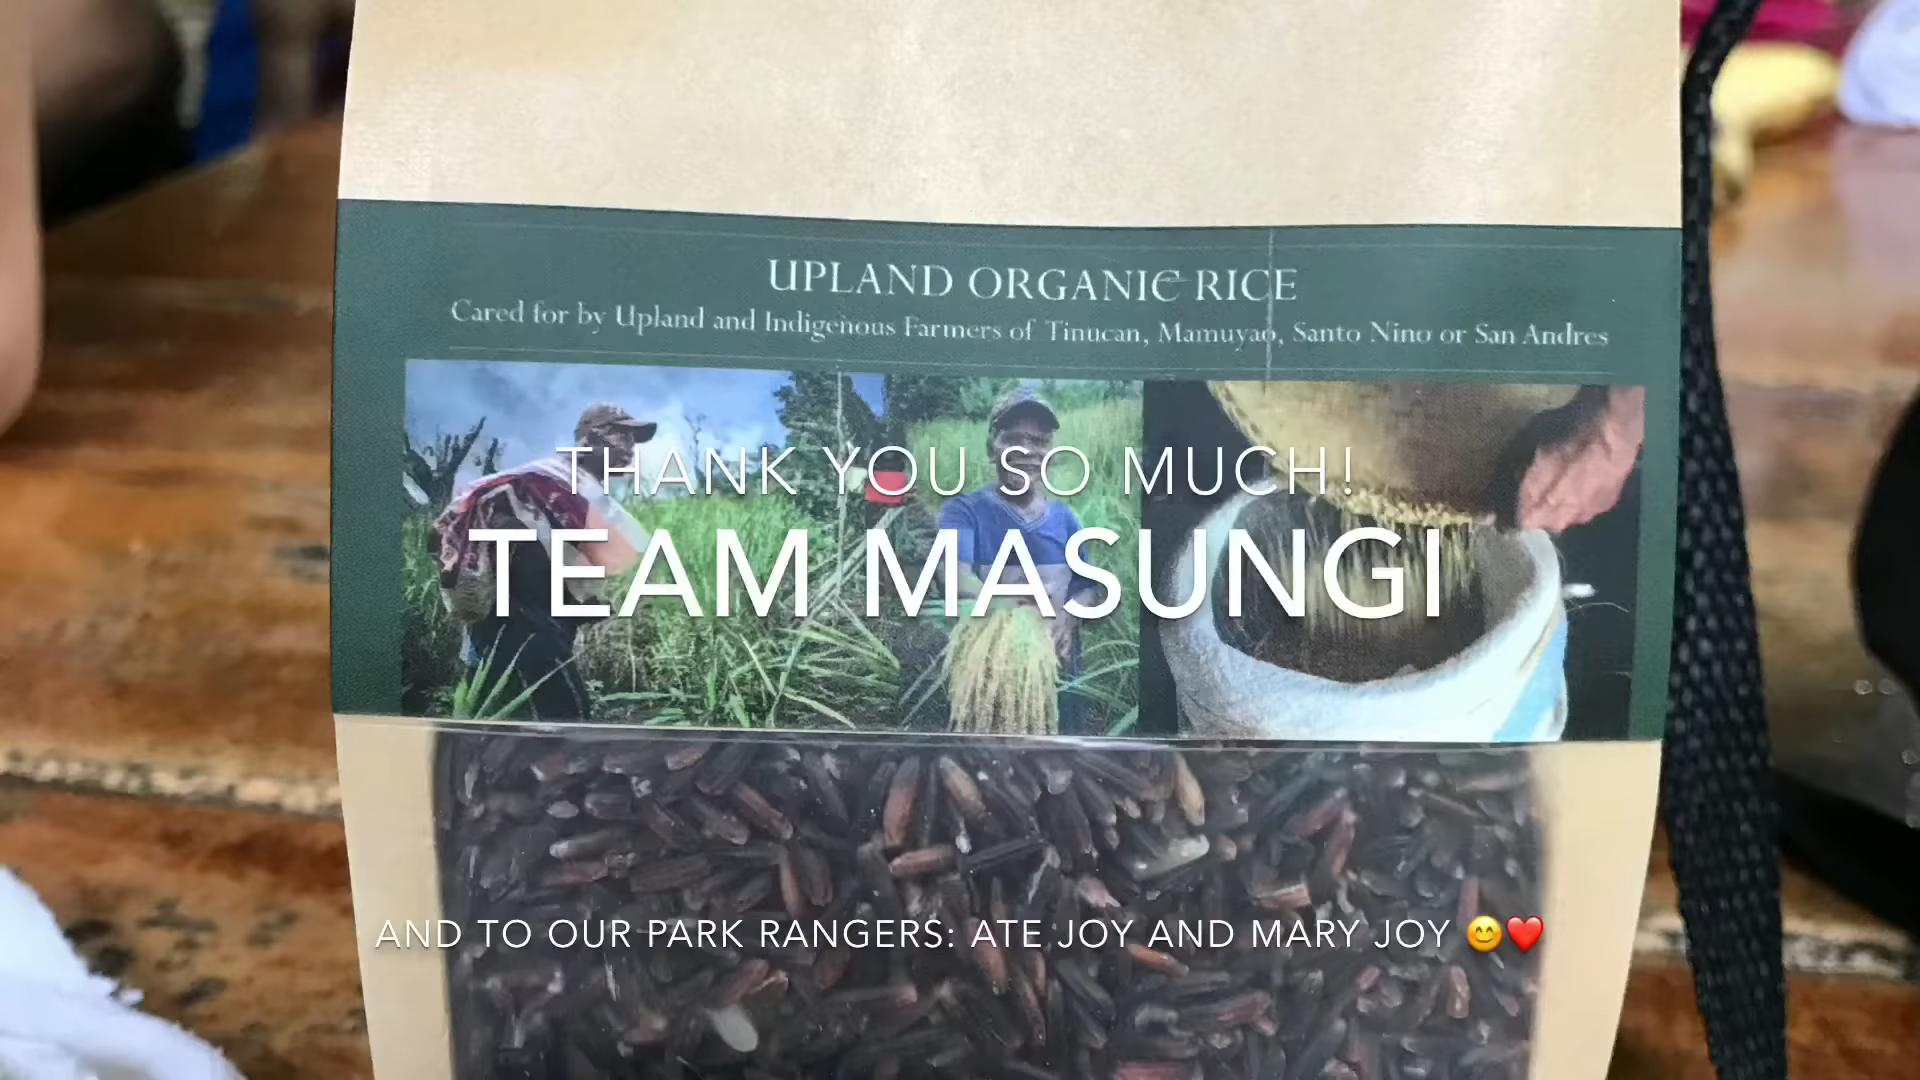 UPLAND ORGANIC RICE
Cared for by Upland and Indigenous Farmers of Tinucan, Mamuyao, Santo Nino or San Andres
THANK YOU SO MUCH!
TEAM MASUNGI
AND TO OUR PARK RANGERS: ATE JOY AND MARY JOY 😊❤️